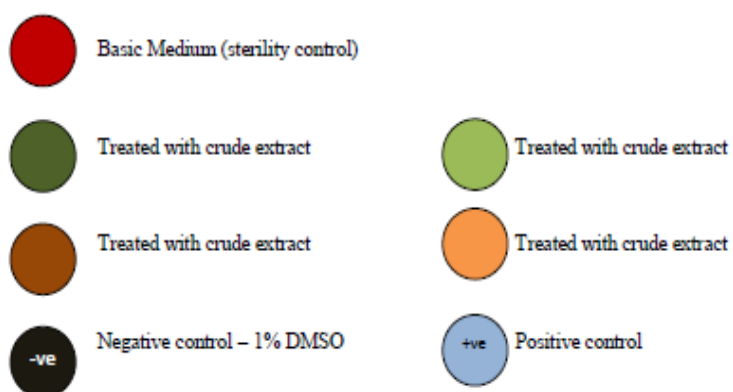 Basic Medium (sterility control)
Treated with crude extract
Treated with crude extract
Treated with crude extract
Treated with crude extract
-ve
Negative control – 1% DMSO
+ve
Positive control